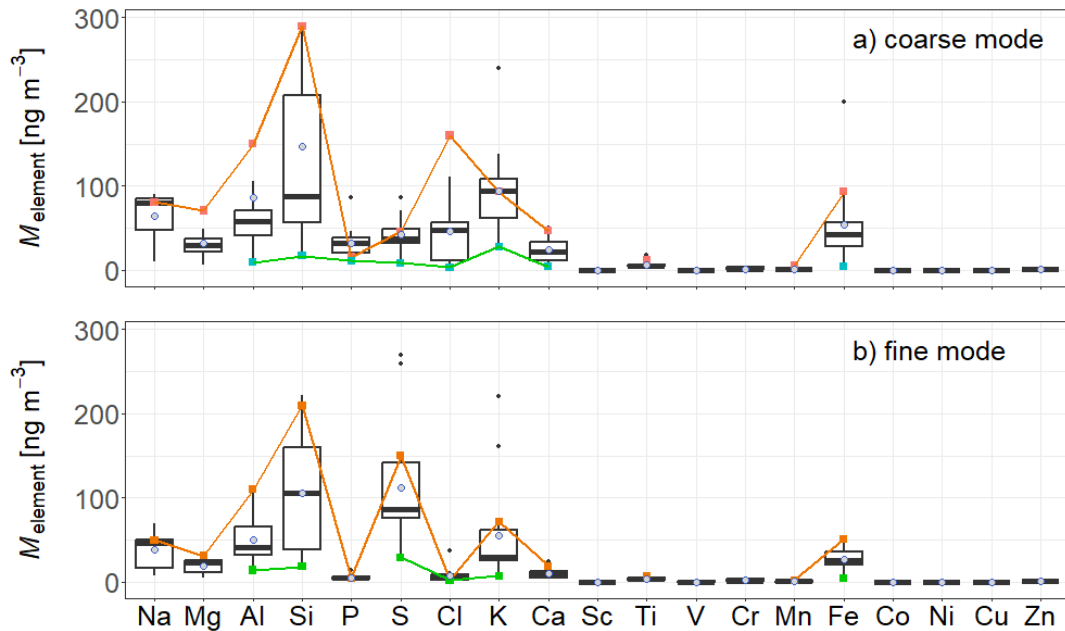 a) coarse mode
300
200
100
0
M element [ng m⁻³]
b) fine mode
300
200
100
0
M element [ng m⁻³]
Na Mg Al Si P S Cl K Ca Sc Ti V Cr Mn Fe Co Ni Cu Zn